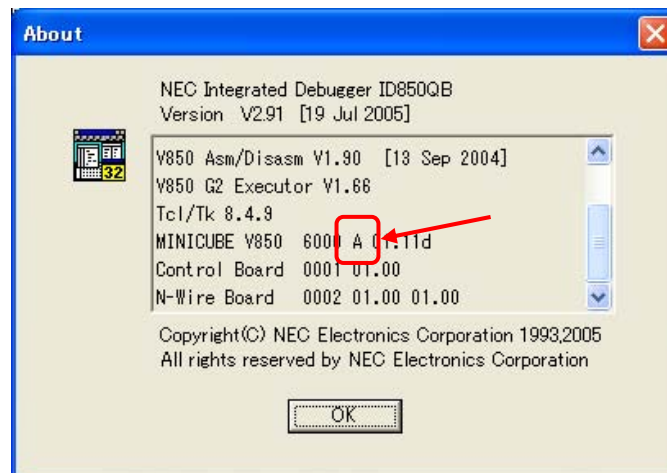 About
NEC Integrated Debugger ID850QB
Version V2.91 [19 Jul 2005]
32
V850 Asm/Disasm V1.90 [13 Sep 2004]
V850 G2 Executor V1.66
Tcl/Tk 8.4.9
MINICUBE V850 6000 A 01.11d
Control Board 0001 01.00
N-Wire Board 0002 01.00 01.00
Copyright(C) NEC Electronics Corporation 1993,2005
All rights reserved by NEC Electronics Corporation
OK